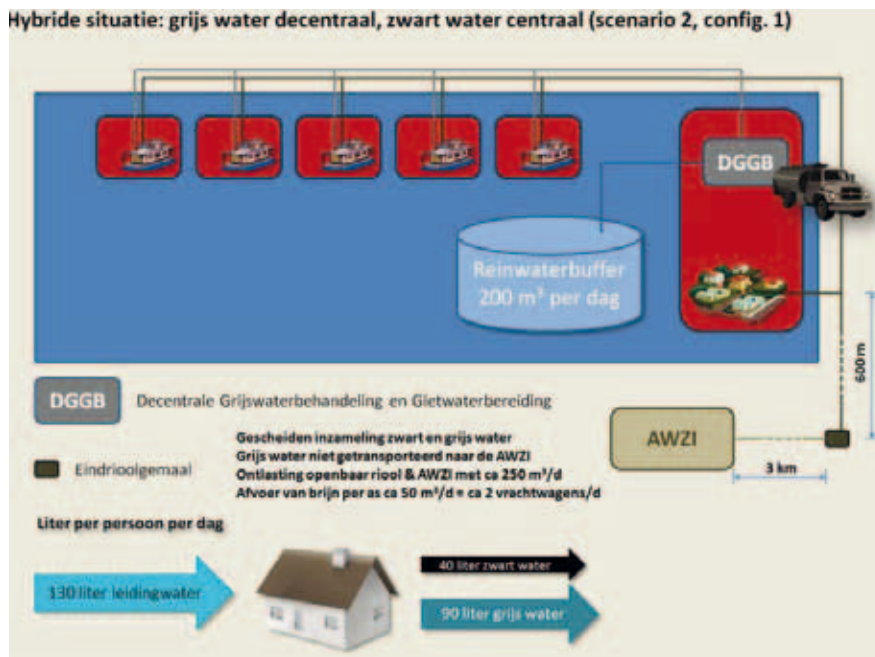 Hybride situatie: grijs water decentraal, zwart water centraal (scenario 2, config. 1)
DGGB
Reinwaterbuffer
200 m³ per dag
600 m
DGGB
Decentrale Grijswaterbehandeling en Gietwaterbereiding
AWZI
Eindrioolgemaal
Gescheiden inzameling zwart en grijs water
Grijs water niet getransporteerd naar de AWZI
Ontlasting openbaar riool & AWZI met ca 250 m³/d
Afvoer van brijn per as ca 50 m³/d = ca 2 vrachtwagens/d
3 km
Liter per persoon per dag
130 liter leidingwater
40 liter zwart water
90 liter grijs water